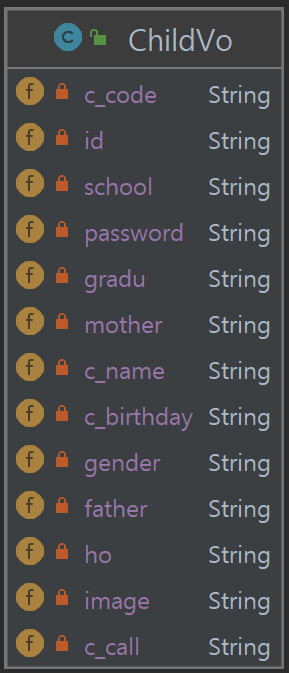 ChildVo
c_code String
id String
school String
password String
gradu String
mother String
c_name String
c_birthday String
gender String
father String
ho String
image String
c_call String